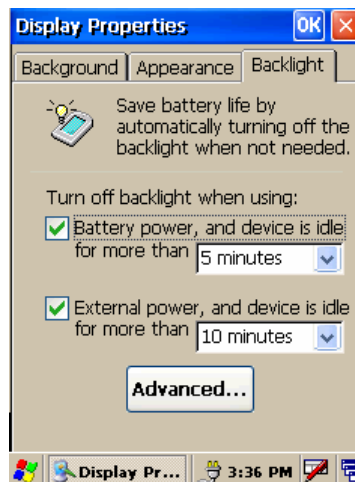 Display Properties OK
Background Appearance Backlight
Save battery life by
automatically turning off the
backlight when not needed.
Turn off backlight when using:
Battery power, and device is idle
for more than 5 minutes
External power, and device is idle
for more than 10 minutes
Advanced...
Display Pr... 3:36 PM